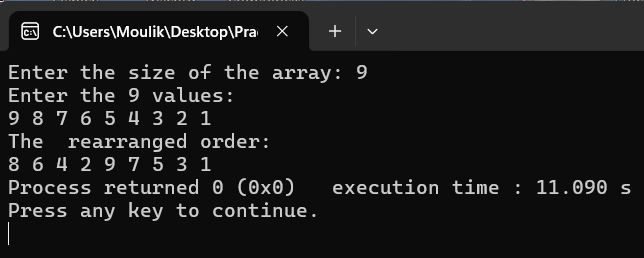 C:\Users\Moulik\Desktop\Pra
Enter the size of the array: 9
Enter the 9 values:
9 8 7 6 5 4 3 2 1
The  rearranged order:
8 6 4 2 9 7 5 3 1
Process returned 0 (0x0)   execution time : 11.090 s
Press any key to continue.